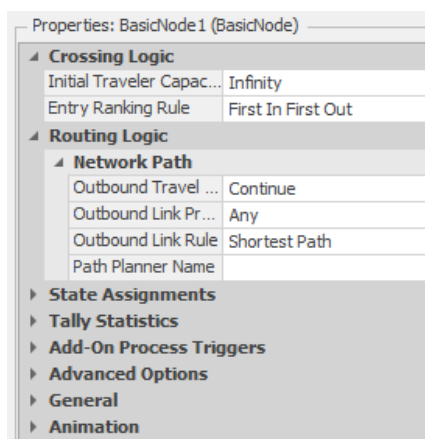 Properties: BasicNode1 (BasicNode)
Crossing Logic
Initial Traveler Capac... Infinity
Entry Ranking Rule First In First Out
Routing Logic
Network Path
Outbound Travel ... Continue
Outbound Link Pr... Any
Outbound Link Rule Shortest Path
Path Planner Name
State Assignments
Tally Statistics
Add-On Process Triggers
Advanced Options
General
Animation